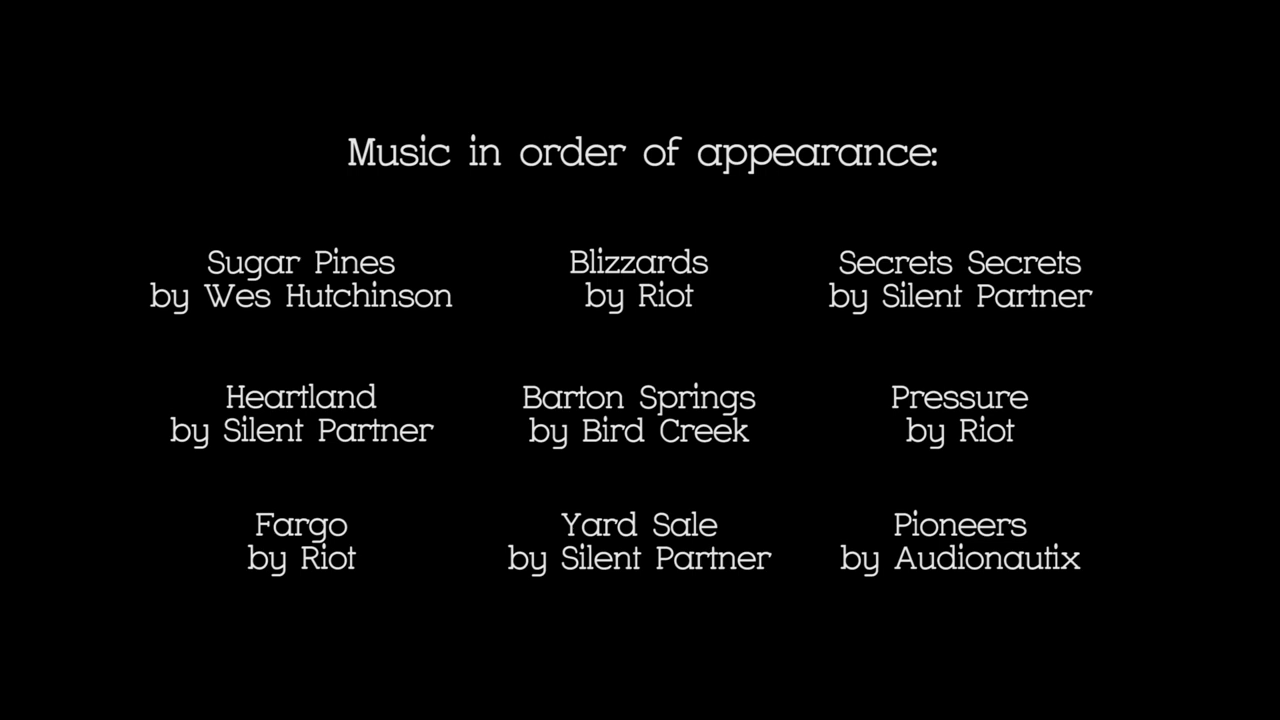 Music in order of appearance:
Sugar Pines
by Wes Hutchinson
Blizzards
by Riot
Secrets Secrets
by Silent Partner
Heartland
by Silent Partner
Barton Springs
by Bird Creek
Pressure
by Riot
Fargo
by Riot
Yard Sale
by Silent Partner
Pioneers
by Audionautix